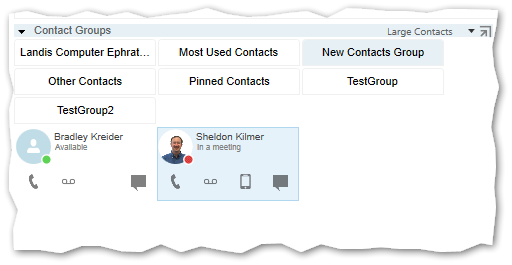 Contact Groups
Large Contacts
Landis Computer Ephrat...
Most Used Contacts
New Contacts Group
Other Contacts
Pinned Contacts
TestGroup
TestGroup2
Bradley Kreider
Available
Sheldon Kilmer
In a meeting